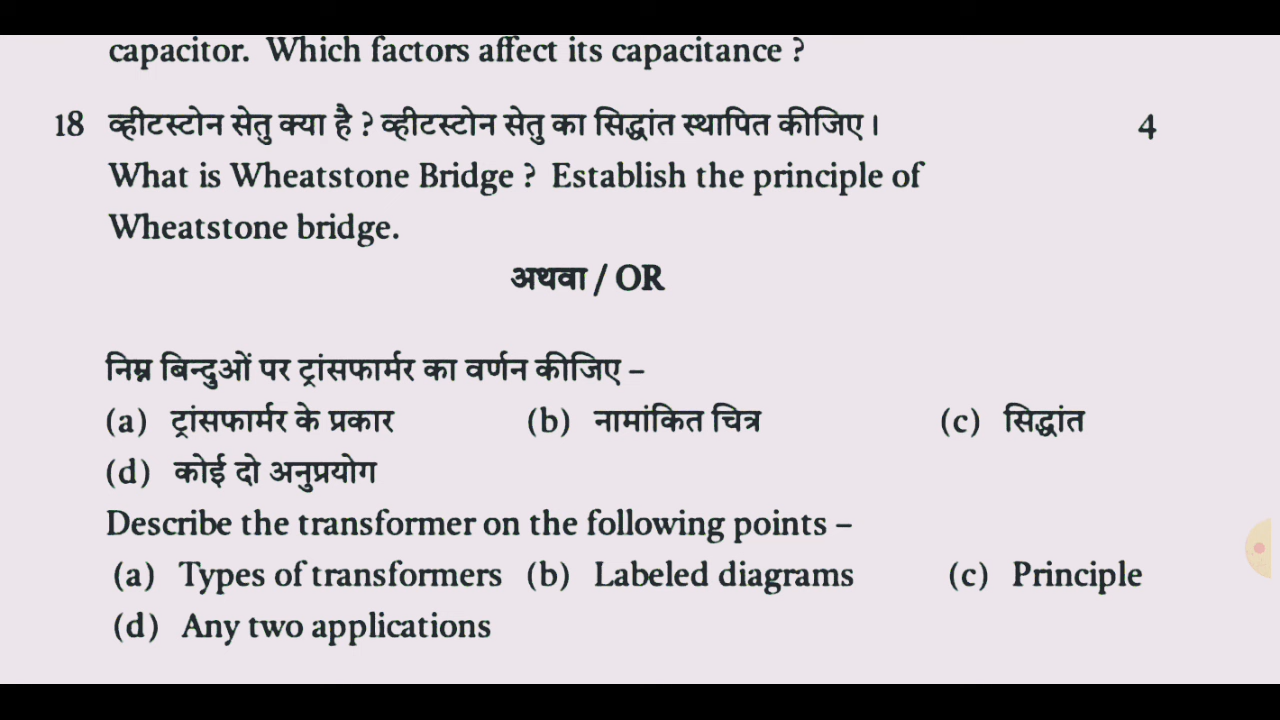 capacitor. Which factors affect its capacitance ?
18 व्हीटस्टोन सेतु क्या है ? व्हीटस्टोन सेतु का सिद्धांत स्थापित कीजिए । 4
What is Wheatstone Bridge ? Establish the principle of
Wheatstone bridge.
अथवा / OR
निम्न बिन्दुओं पर ट्रांसफार्मर का वर्णन कीजिए –
(a) ट्रांसफार्मर के प्रकार (b) नामांकित चित्र (c) सिद्धांत
(d) कोई दो अनुप्रयोग
Describe the transformer on the following points –
(a) Types of transformers (b) Labeled diagrams (c) Principle
(d) Any two applications